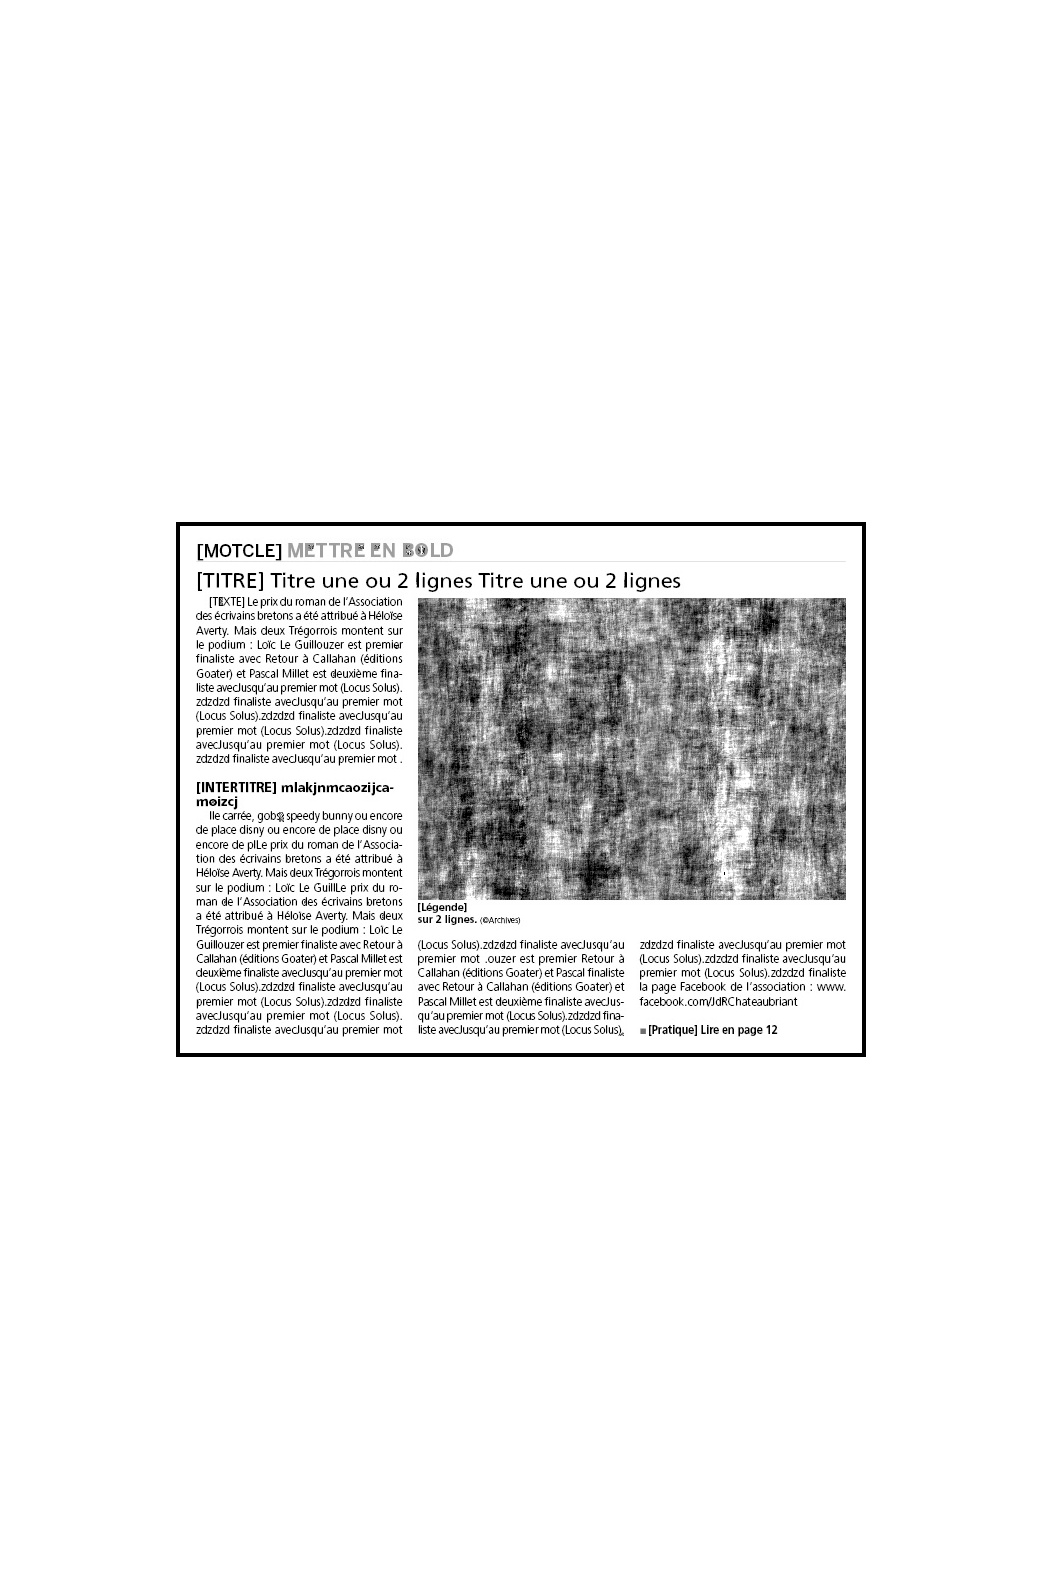 [MOTCLE] METTRE EN BOLD
[TITRE] Titre une ou 2 lignes Titre une ou 2 lignes
[TEXTE] Le prix du roman de l'Association
des écrivains bretons a été attribué à Héloïse
Averty. Mais deux Trégorrois montent sur
le podium : Loïc Le Guillouzer est premier
finaliste avec Retour à Callahan (éditions
Goater) et Pascal Millet est deuxième fina-
liste avecJusqu'au premier mot (Locus Solus).
zdzdzd finaliste avecJusqu'au premier mot
(Locus Solus).zdzdzd finaliste avecJusqu'au
premier mot (Locus Solus).zdzdzd finaliste
avecJusqu'au premier mot (Locus Solus).
zdzdzd finaliste avecJusqu'au premier mot .
[INTERTITRE] mlakjnmcaozijca-
moizcj
Ile carrée, gobs speedy bunny ou encore
de place disny ou encore de place disny ou
encore de plLe prix du roman de l'Associa-
tion des écrivains bretons a été attribué à
Héloïse Averty. Mais deux Trégorrois montent
sur le podium : Loïc Le GuillLe prix du ro-
man de l'Association des écrivains bretons
a été attribué à Héloïse Averty. Mais deux
Trégorrois montent sur le podium : Loïc Le
Guillouzer est premier finaliste avec Retour à
Callahan (éditions Goater) et Pascal Millet est
deuxième finaliste avecJusqu'au premier mot
(Locus Solus).zdzdzd finaliste avecJusqu'au
premier mot (Locus Solus).zdzdzd finaliste
avecJusqu'au premier mot (Locus Solus).
zdzdzd finaliste avecJusqu'au premier mot
[Légende]
sur 2 lignes. (©Archives)
(Locus Solus).zdzdzd finaliste avecJusqu'au
premier mot .ouzer est premier Retour à
Callahan (éditions Goater) et Pascal finaliste
avec Retour à Callahan (éditions Goater) et
Pascal Millet est deuxième finaliste avecJus-
qu'au premier mot (Locus Solus).zdzdzd fina-
liste avecJusqu'au premier mot (Locus Solus).
zdzdzd finaliste avecJusqu'au premier mot
(Locus Solus).zdzdzd finaliste avecJusqu'au
premier mot (Locus Solus).zdzdzd finaliste
la page Facebook de l'association : www.
facebook.com/JdRChateaubriant
■ [Pratique] Lire en page 12